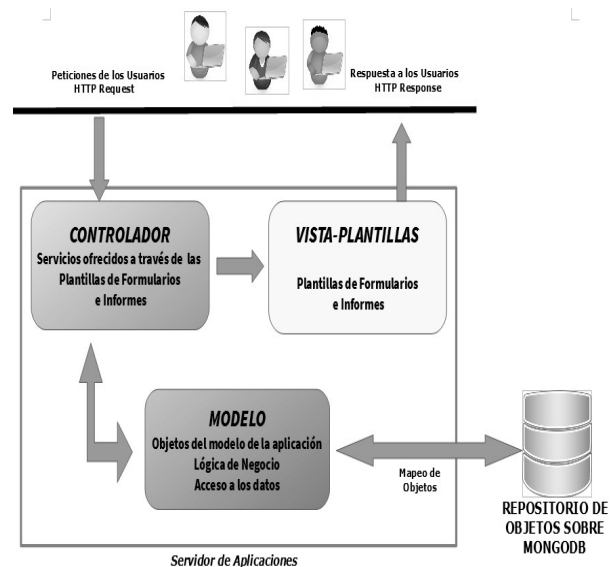 Peticiones de los Usuarios
HTTP Request
Respuesta a los Usuarios
HTTP Response
CONTROLADOR
Servicios ofrecidos a través de las
Plantillas de Formularios
e Informes
VISTA-PLANTILLAS
Plantillas de Formularios
e Informes
MODELO
Objetos del modelo de la aplicación
Lógica de Negocio
Acceso a los datos
Mapeo de
Objetos
REPOSITORIO DE
OBJETOS SOBRE
MONGODB
Servidor de Aplicaciones